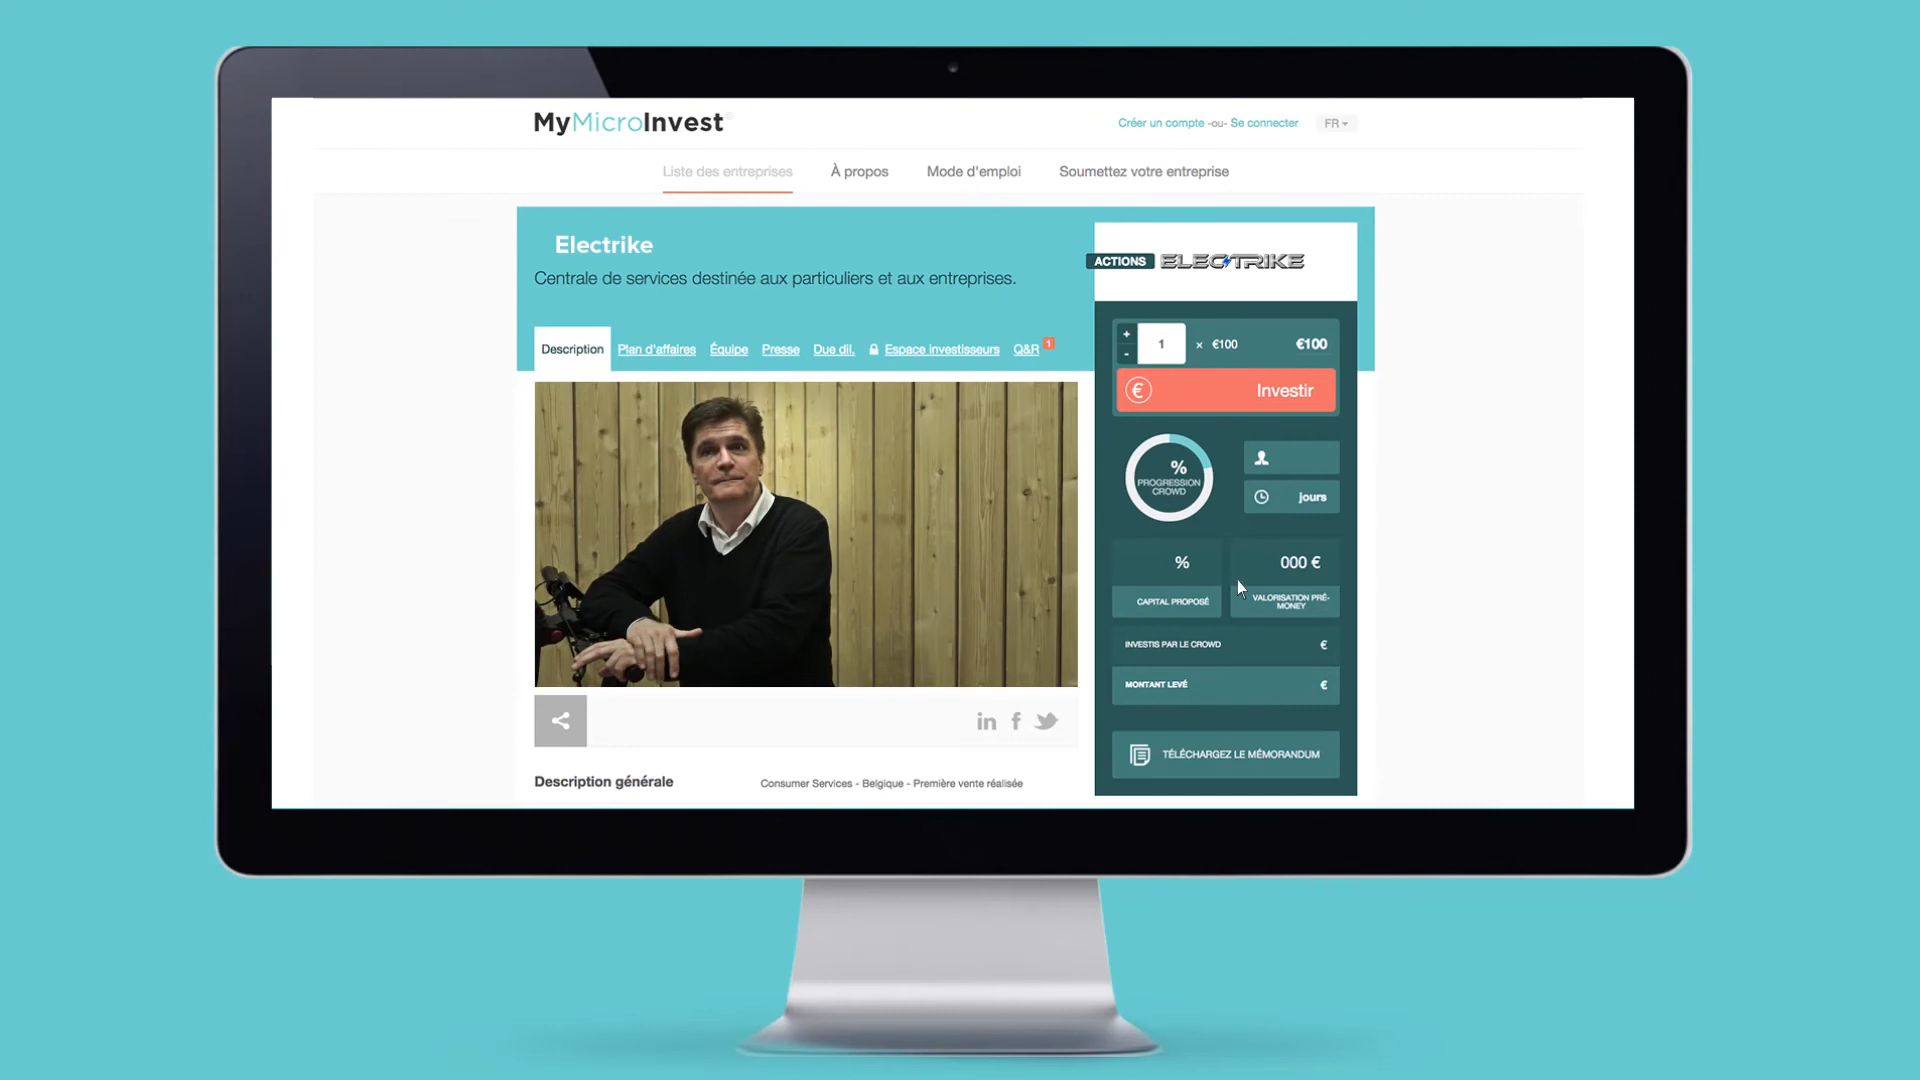 MyMicroInvest
Créer un compte -ou- Se connecter
FR
Liste des entreprises
À propos
Mode d'emploi
Soumettez votre entreprise
Electrike
Centrale de services destinée aux particuliers et aux entreprises.
ACTIONS
ELECTRIKE
Description
Plan d'affaires
Équipe
Presse
Due dil.
Espace investisseurs
Q&R
1
+
-
1
× €100
€100
€
Investir
%
PROGRESSION
CROWD
jours
%
CAPITAL PROPOSÉ
000 €
VALORISATION PRÉ-
MONEY
INVESTIS PAR LE CROWD €
MONTANT LEVÉ €
TÉLÉCHARGEZ LE MÉMORANDUM
in f
Description générale
Consumer Services - Belgique - Première vente réalisée